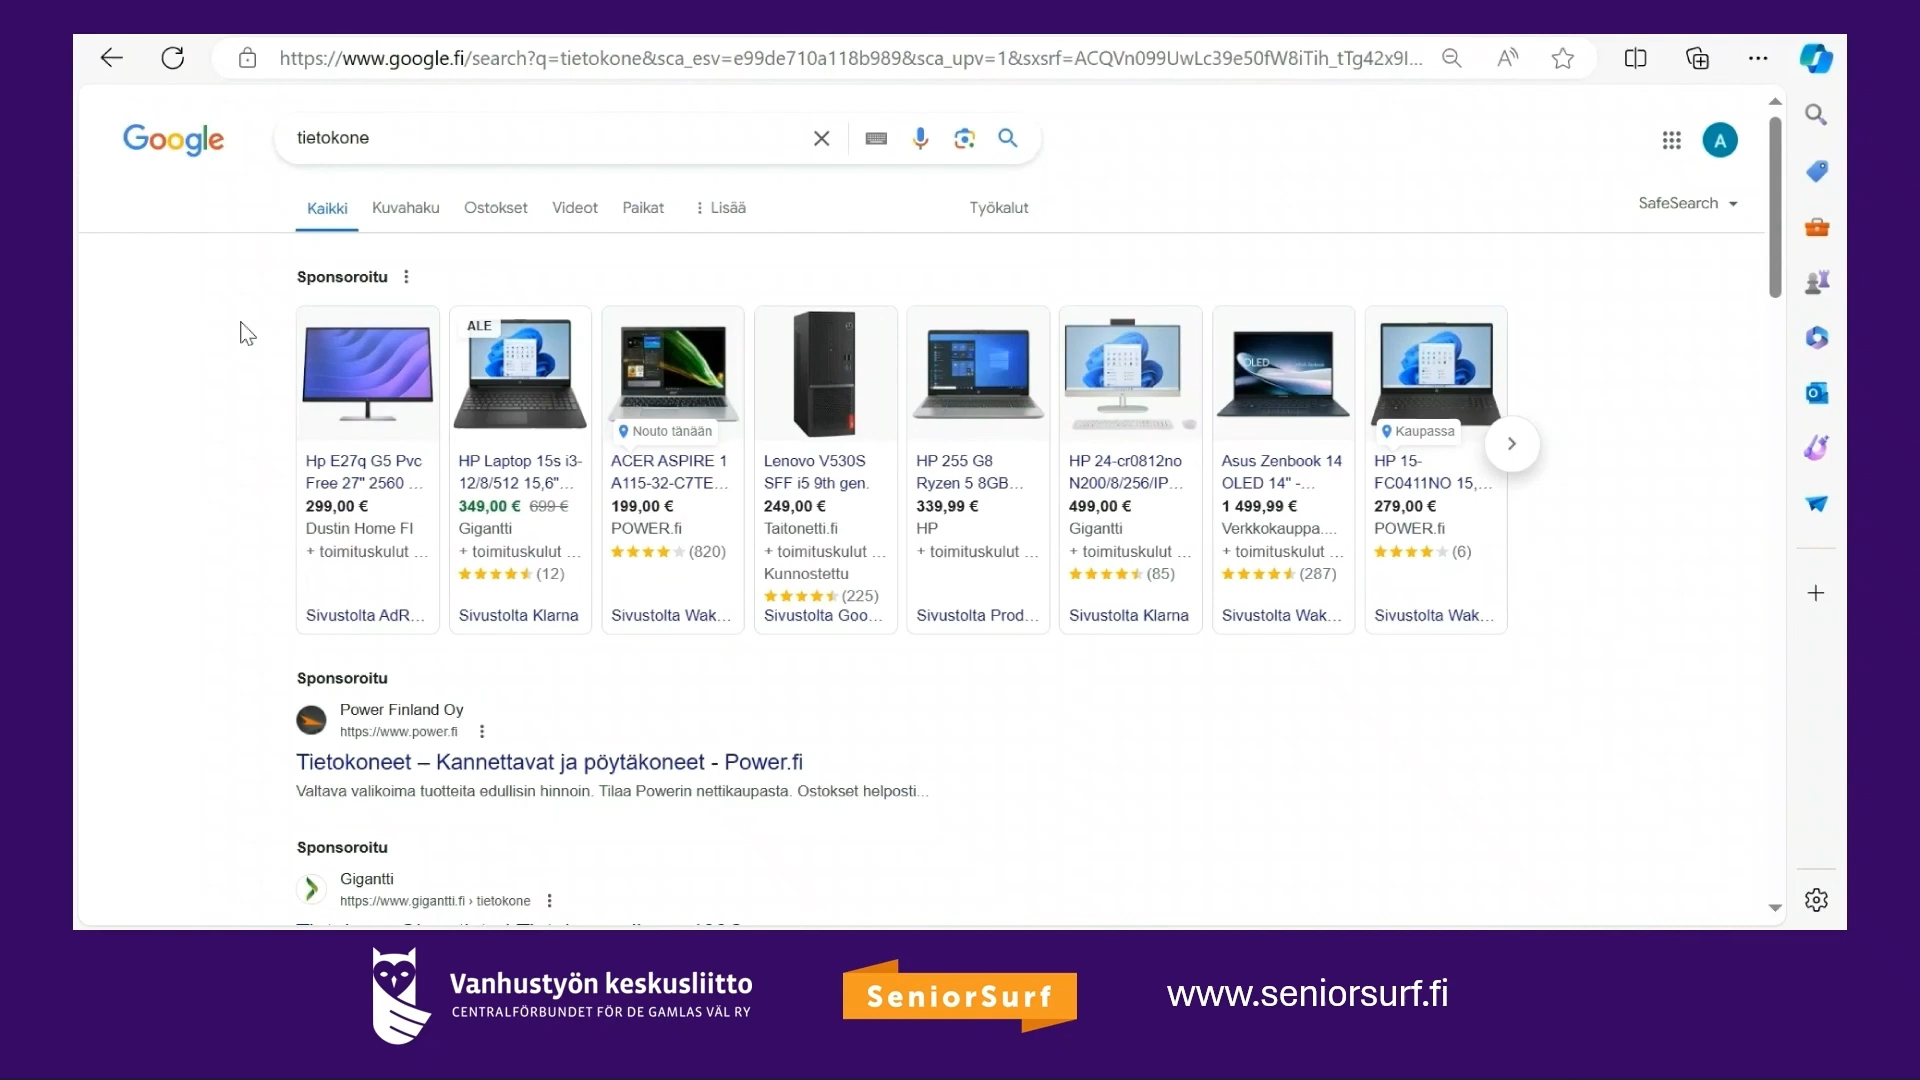 https://www.google.fi/search?q=tietokone&sca_esv=e99de710a118b989&sca_upv=1&sxsrf=ACQVn099UwLc39e50fW8iTih_tTg42x9I...
Google
tietokone
A
Kaikki
Kuvahaku
Ostokset
Videot
Paikat
Lisää
Työkalut
SafeSearch
Sponsoroitu
Hp E27q G5 Pvc
Free 27" 2560 ...
299,00 €
Dustin Home FI
+ toimituskulut ...
Sivustolta AdR...
ALE
HP Laptop 15s i3-
12/8/512 15,6"...
349,00 € 699 €
Gigantti
+ toimituskulut ...
(12)
Sivustolta Klarna
Nouto tänään
ACER ASPIRE 1
A115-32-C7TE...
199,00 €
POWER.fi
(820)
Sivustolta Wak...
Lenovo V530S
SFF i5 9th gen.
249,00 €
Taitonetti.fi
+ toimituskulut ...
Kunnostettu
(225)
Sivustolta Goo...
HP 255 G8
Ryzen 5 8GB...
339,99 €
HP
+ toimituskulut ...
Sivustolta Prod...
HP 24-cr0812no
N200/8/256/IP...
499,00 €
Gigantti
+ toimituskulut ...
(85)
Sivustolta Klarna
OLED
Asus Zenbook 14
OLED 14" -...
1 499,99 €
Verkkokauppa....
+ toimituskulut ...
(287)
Sivustolta Wak...
Kaupassa
HP 15-
FC0411NO 15,...
279,00 €
POWER.fi
(6)
Sivustolta Wak...
Sponsoroitu
Power Finland Oy
https://www.power.fi
Tietokoneet – Kannettavat ja pöytäkoneet - Power.fi
Valtava valikoima tuotteita edullisin hinnoin. Tilaa Powerin nettikaupasta. Ostokset helposti...
Sponsoroitu
Gigantti
https://www.gigantti.fi › tietokone
Vanhustyön keskusliitto
CENTRALFÖRBUNDET FÖR DE GAMLAS VÄL RY
SeniorSurf
www.seniorsurf.fi